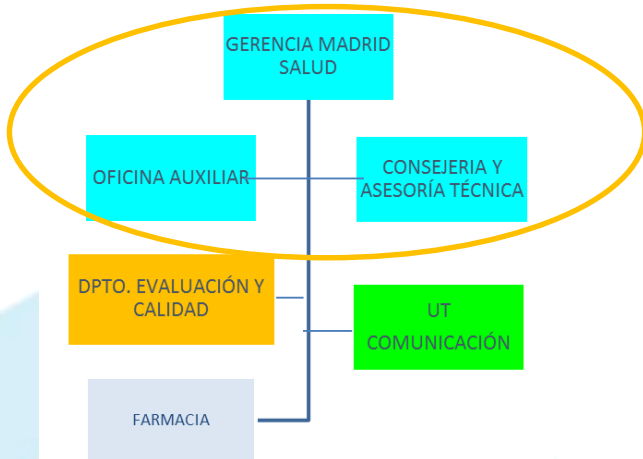 GERENCIA MADRID
SALUD
OFICINA AUXILIAR
CONSEJERIA Y
ASESORÍA TÉCNICA
DPTO. EVALUACIÓN Y
CALIDAD
UT
COMUNICACIÓN
FARMACIA